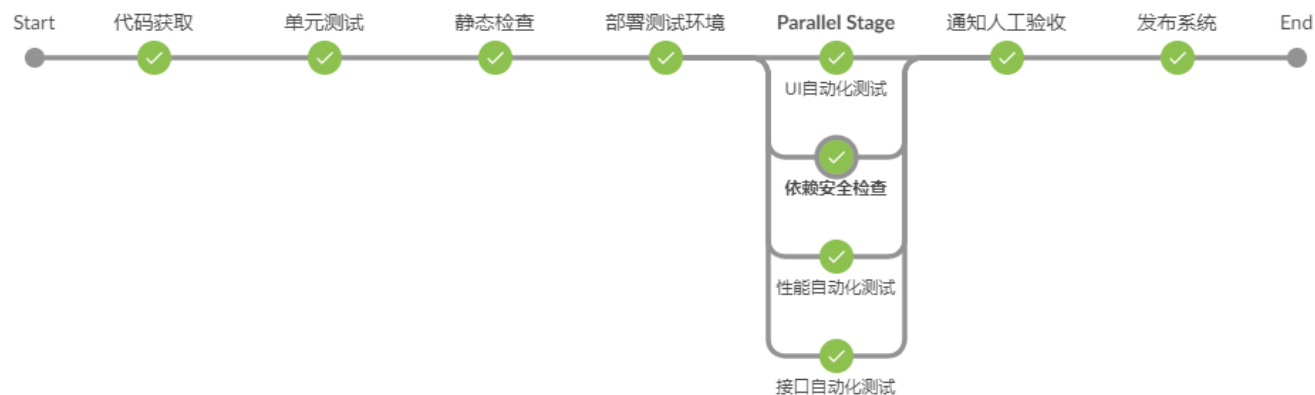 Start
代码获取
单元测试
静态检查
部署测试环境
Parallel Stage
通知人工验收
发布系统
End
UI自动化测试
依赖安全检查
性能自动化测试
接口自动化测试